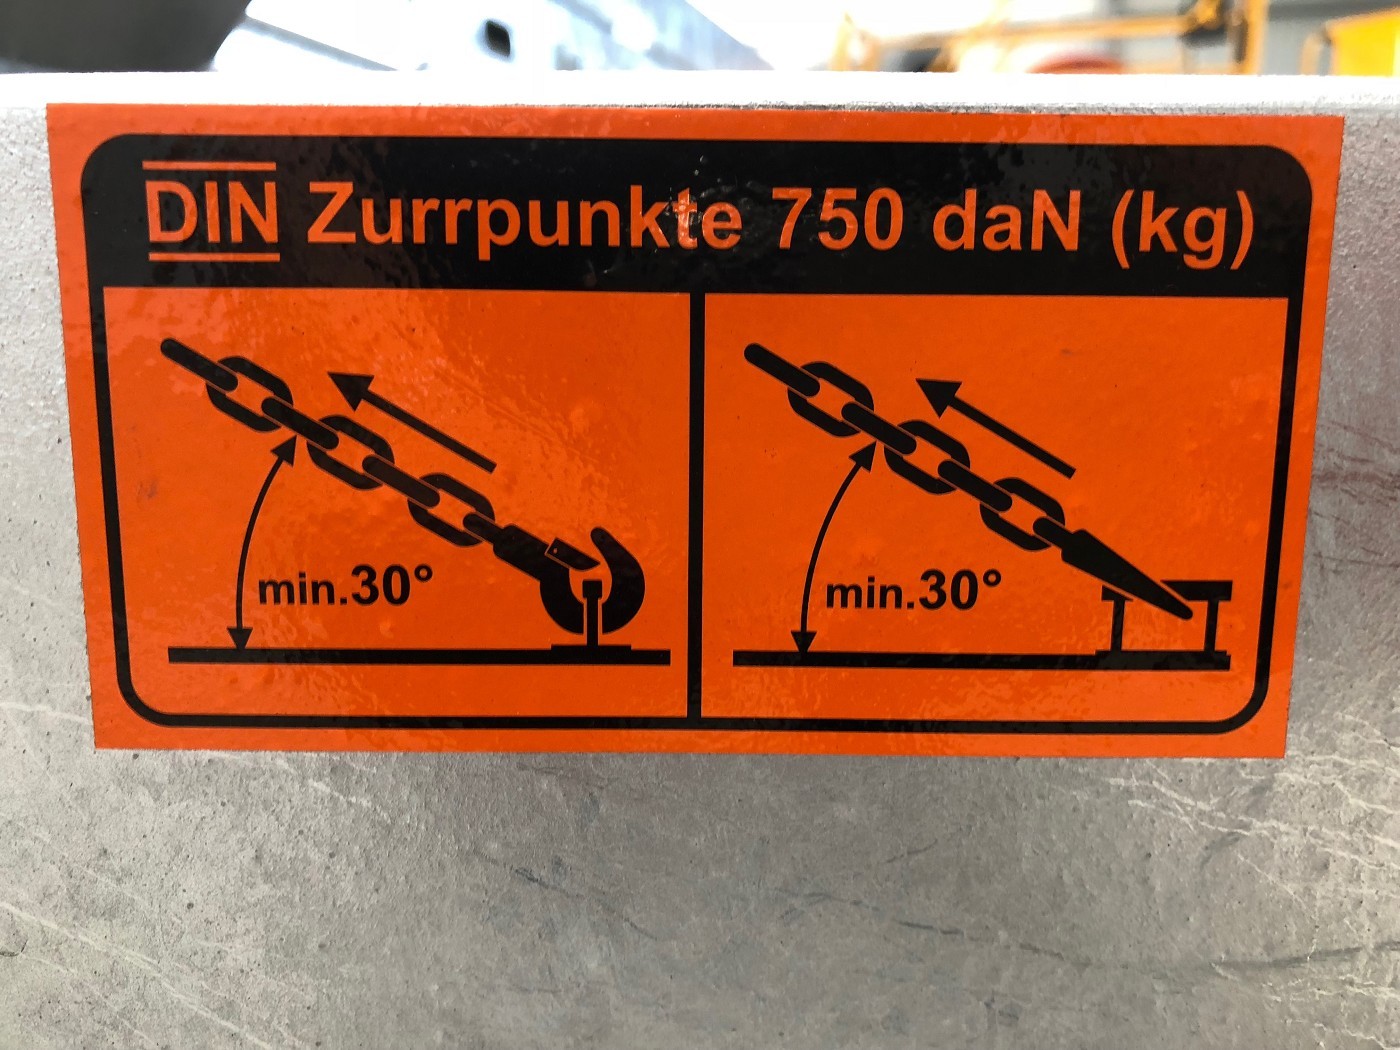 DIN Zurrpunkte 750 daN (kg)
min.30°
min.30°